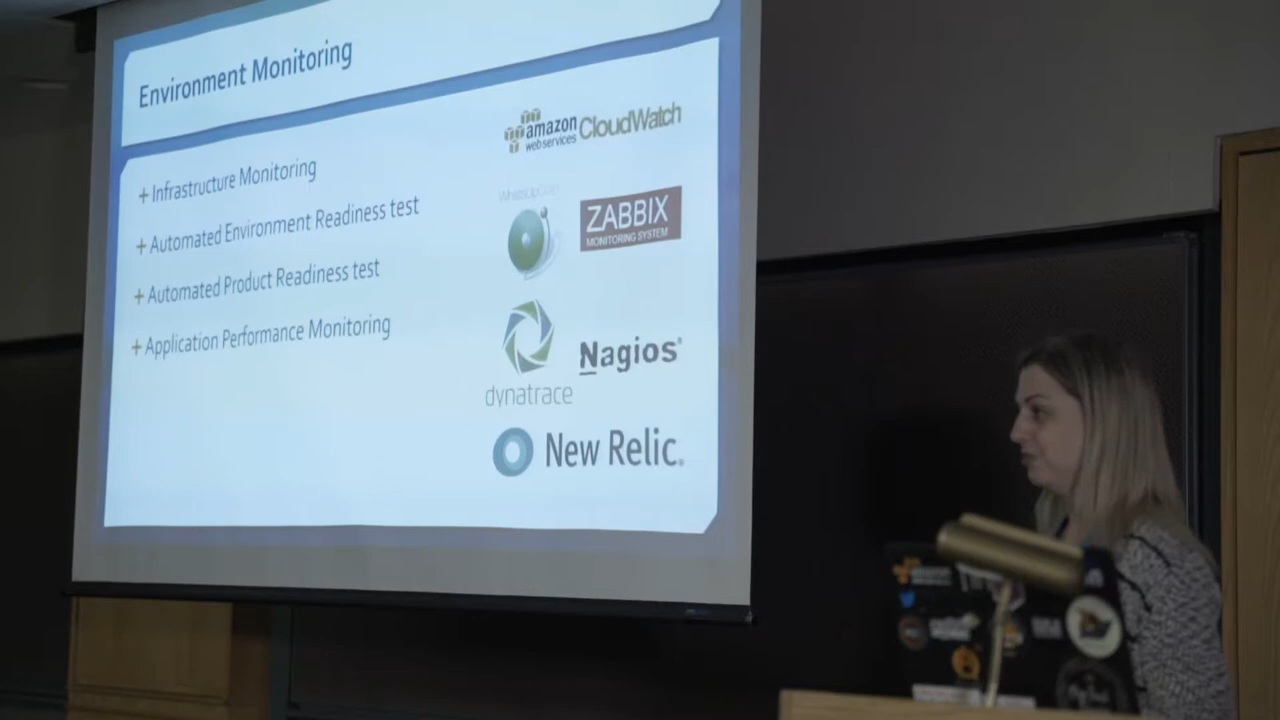 Environment Monitoring
+ Infrastructure Monitoring
+ Automated Environment Readiness test
+ Automated Product Readiness test
+ Application Performance Monitoring
amazon
web services
CloudWatch
WhatsUpGold
ZABBIX
MONITORING SYSTEM
dynatrace
Nagios®
New Relic®